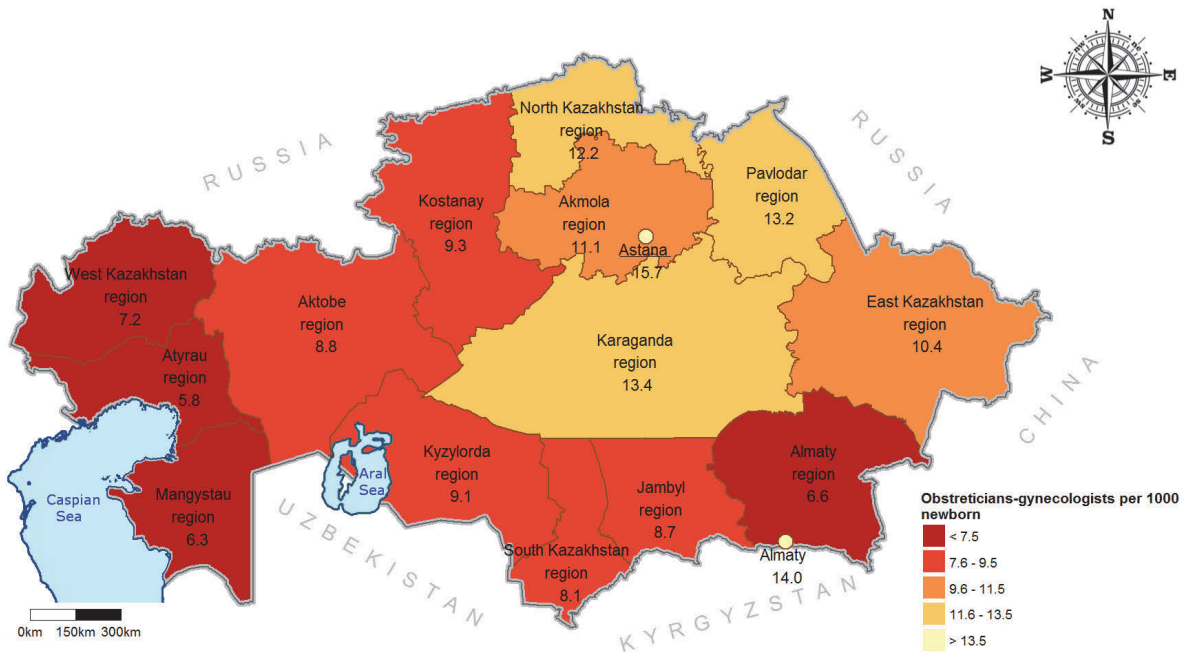 N
nw
ne
W
E
sw
se
S
RUSSIA
RUSSIA
North Kazakhstan
region
12.2
Pavlodar
region
13.2
Kostanay
region
9.3
Akmola
region
11.1
Astana
15.7
West Kazakhstan
region
7.2
Aktobe
region
8.8
East Kazakhstan
region
10.4
Atyrau
region
5.8
Karaganda
region
13.4
CHINA
Kyzylorda
region
9.1
Almaty
region
6.6
Aral
Sea
Caspian
Sea
Mangystau
region
6.3
Jambyl
region
8.7
UZBEKISTAN
South Kazakhstan
region
8.1
Almaty
14.0
KYRGYZSTAN
Obstreticians-gynecologists per 1000
newborn
< 7.5
7.6 - 9.5
9.6 - 11.5
11.6 - 13.5
> 13.5
0km 150km 300km